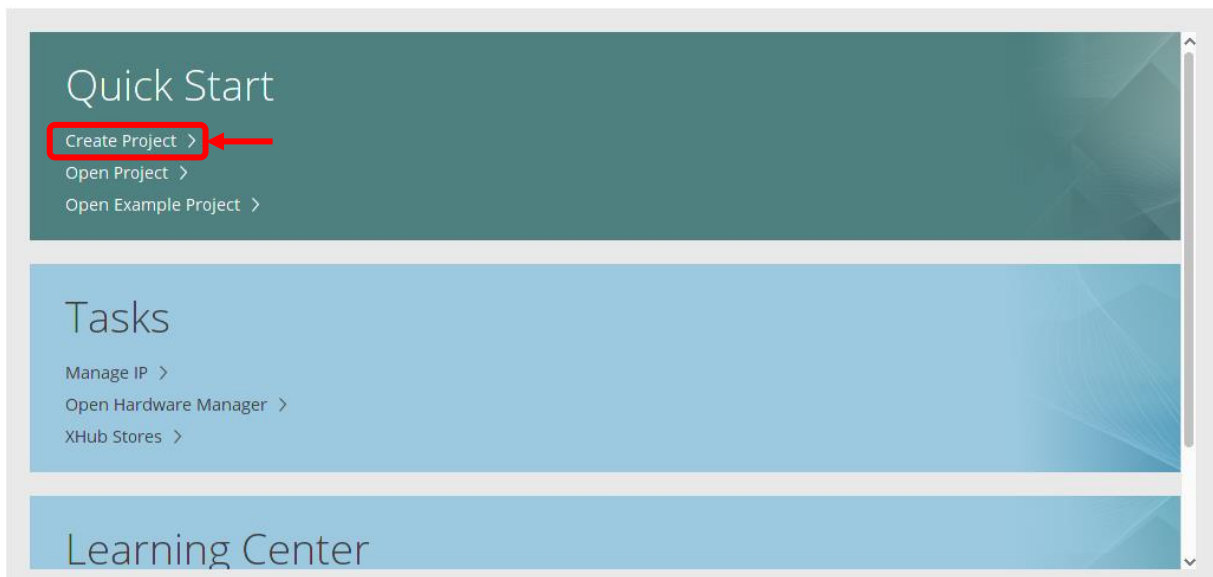 Quick Start
Create Project >
Open Project >
Open Example Project >
Tasks
Manage IP >
Open Hardware Manager >
XHub Stores >
Learning Center